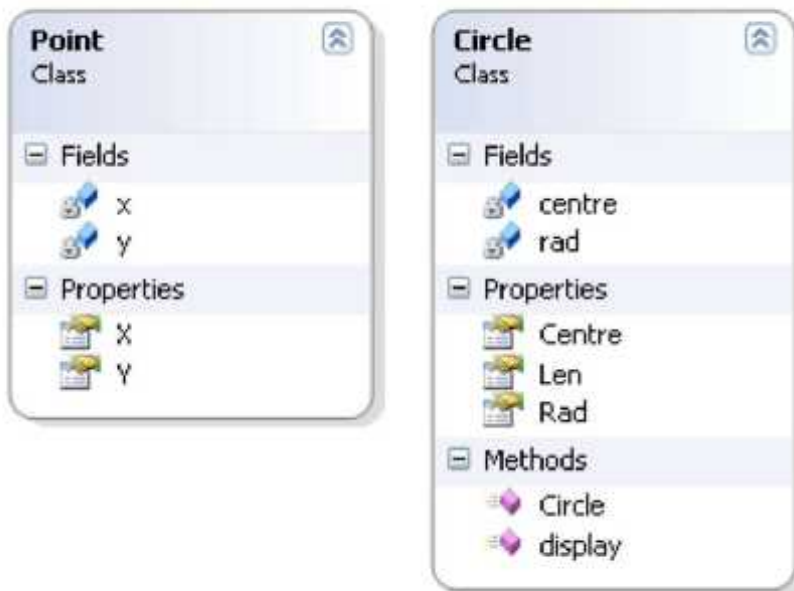 Point
Class
Fields
x
y
Properties
X
Y
Circle
Class
Fields
centre
rad
Properties
Centre
Len
Rad
Methods
Circle
display